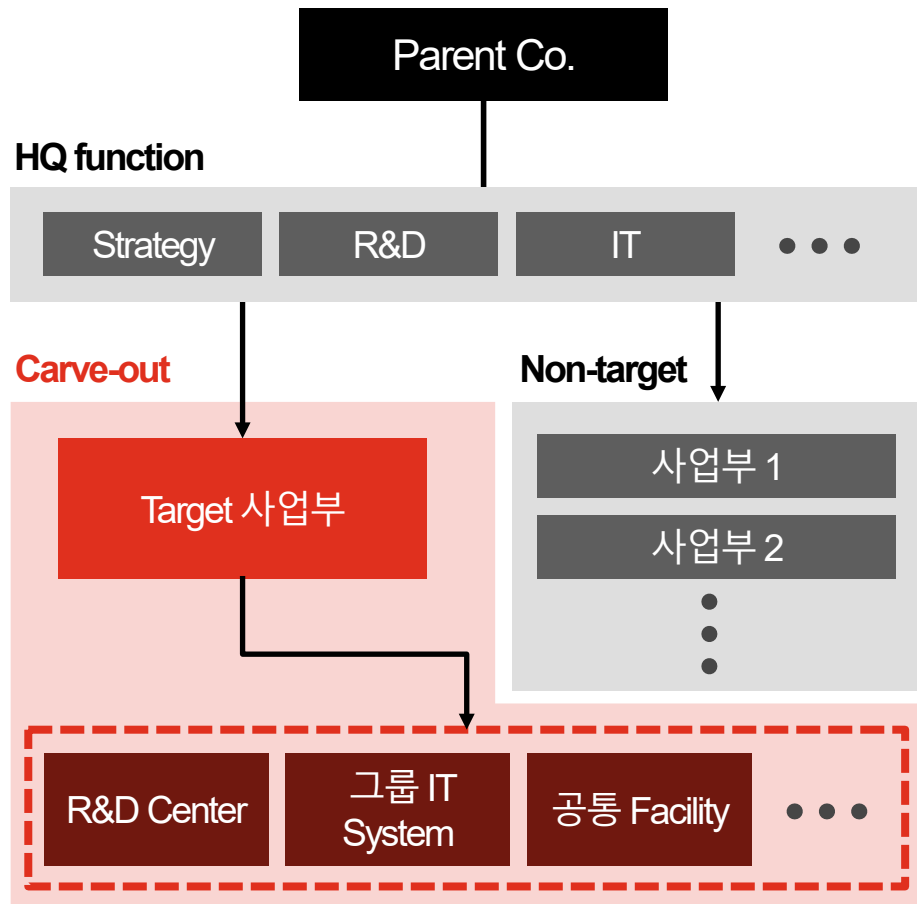 Parent Co.
HQ function
Strategy
R&D
IT
Carve-out
Non-target
Target 사업부
사업부 1
사업부 2
R&D Center
그룹 IT
System
공통 Facility